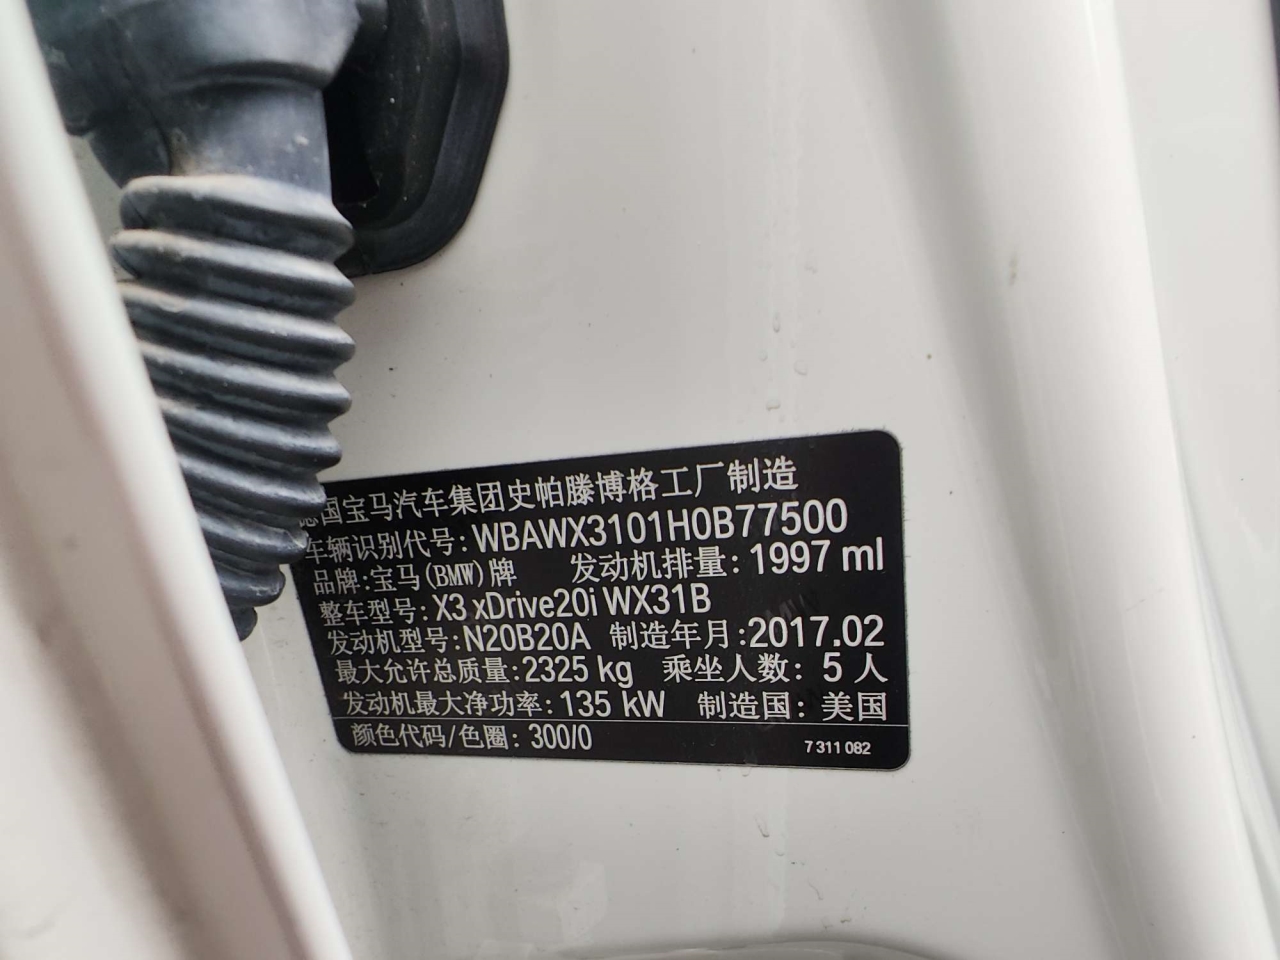 德国宝马汽车集团史帕滕博格工厂制造
车辆识别代号: WBAWX3101H0B77500
品牌: 宝马(BMW)牌 发动机排量: 1997 ml
整车型号: X3 xDrive20i WX31B
发动机型号: N20B20A 制造年月: 2017.02
最大允许总质量: 2325 kg 乘坐人数: 5 人
发动机最大净功率: 135 kW 制造国: 美国
颜色代码/色圈: 300/0 7 311 082